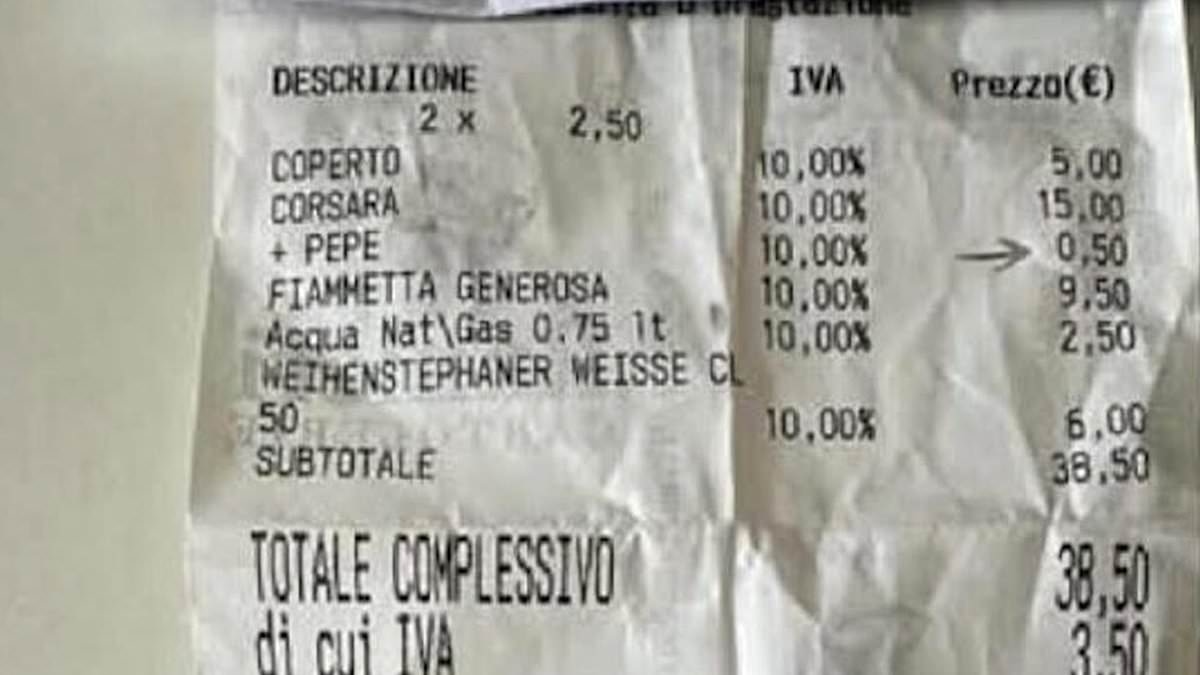 DESCRIZIONE IVA Prezzo(€)
2 x 2,50
COPERTO 10,00% 5,00
CORSARA 10,00% 15,00
+ PEPE 10,00% → 0,50
FIAMMETTA GENEROSA 10,00% 9,50
Acqua Nat\Gas 0.75 lt 10,00% 2,50
WEIHENSTEPHANER WEISSE CL
50 10,00% 6,00
SUBTOTALE 38,50
TOTALE COMPLESSIVO 38,50
di cui IVA 3,50